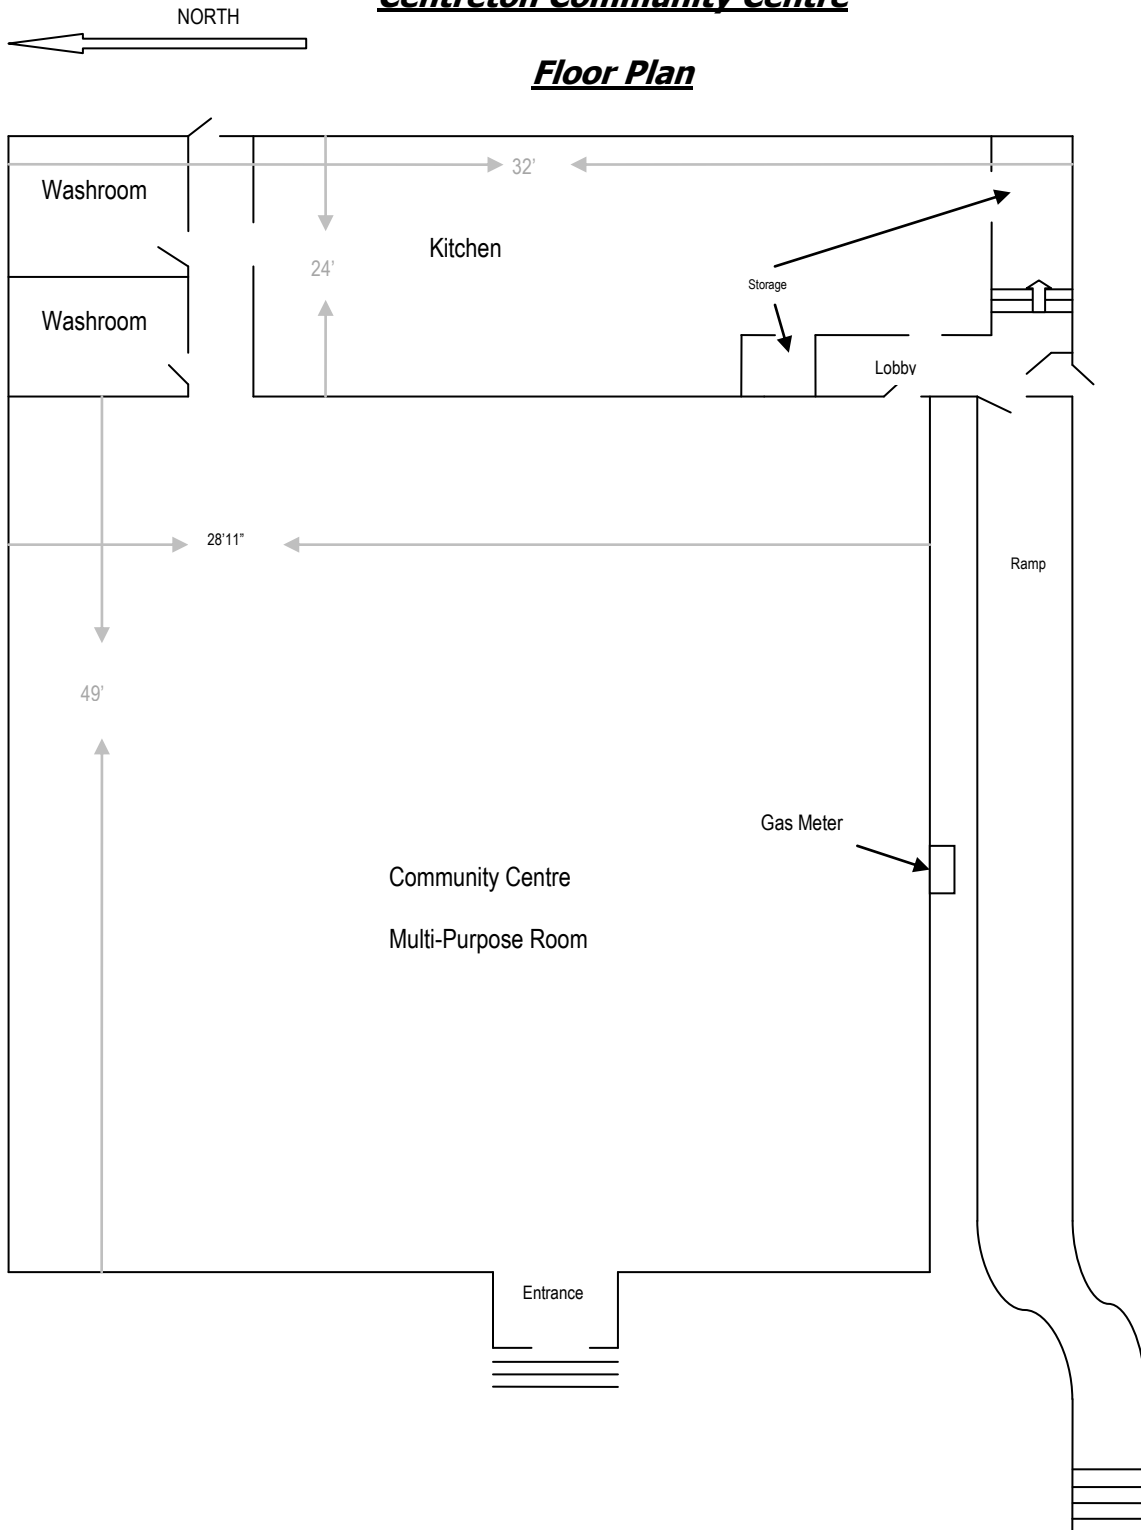 Centreton Community Centre
NORTH
Floor Plan
32'
Washroom
Kitchen
24'
Storage
Washroom
Lobby
28'11”
Ramp
49'
Gas Meter
Community Centre
Multi-Purpose Room
Entrance